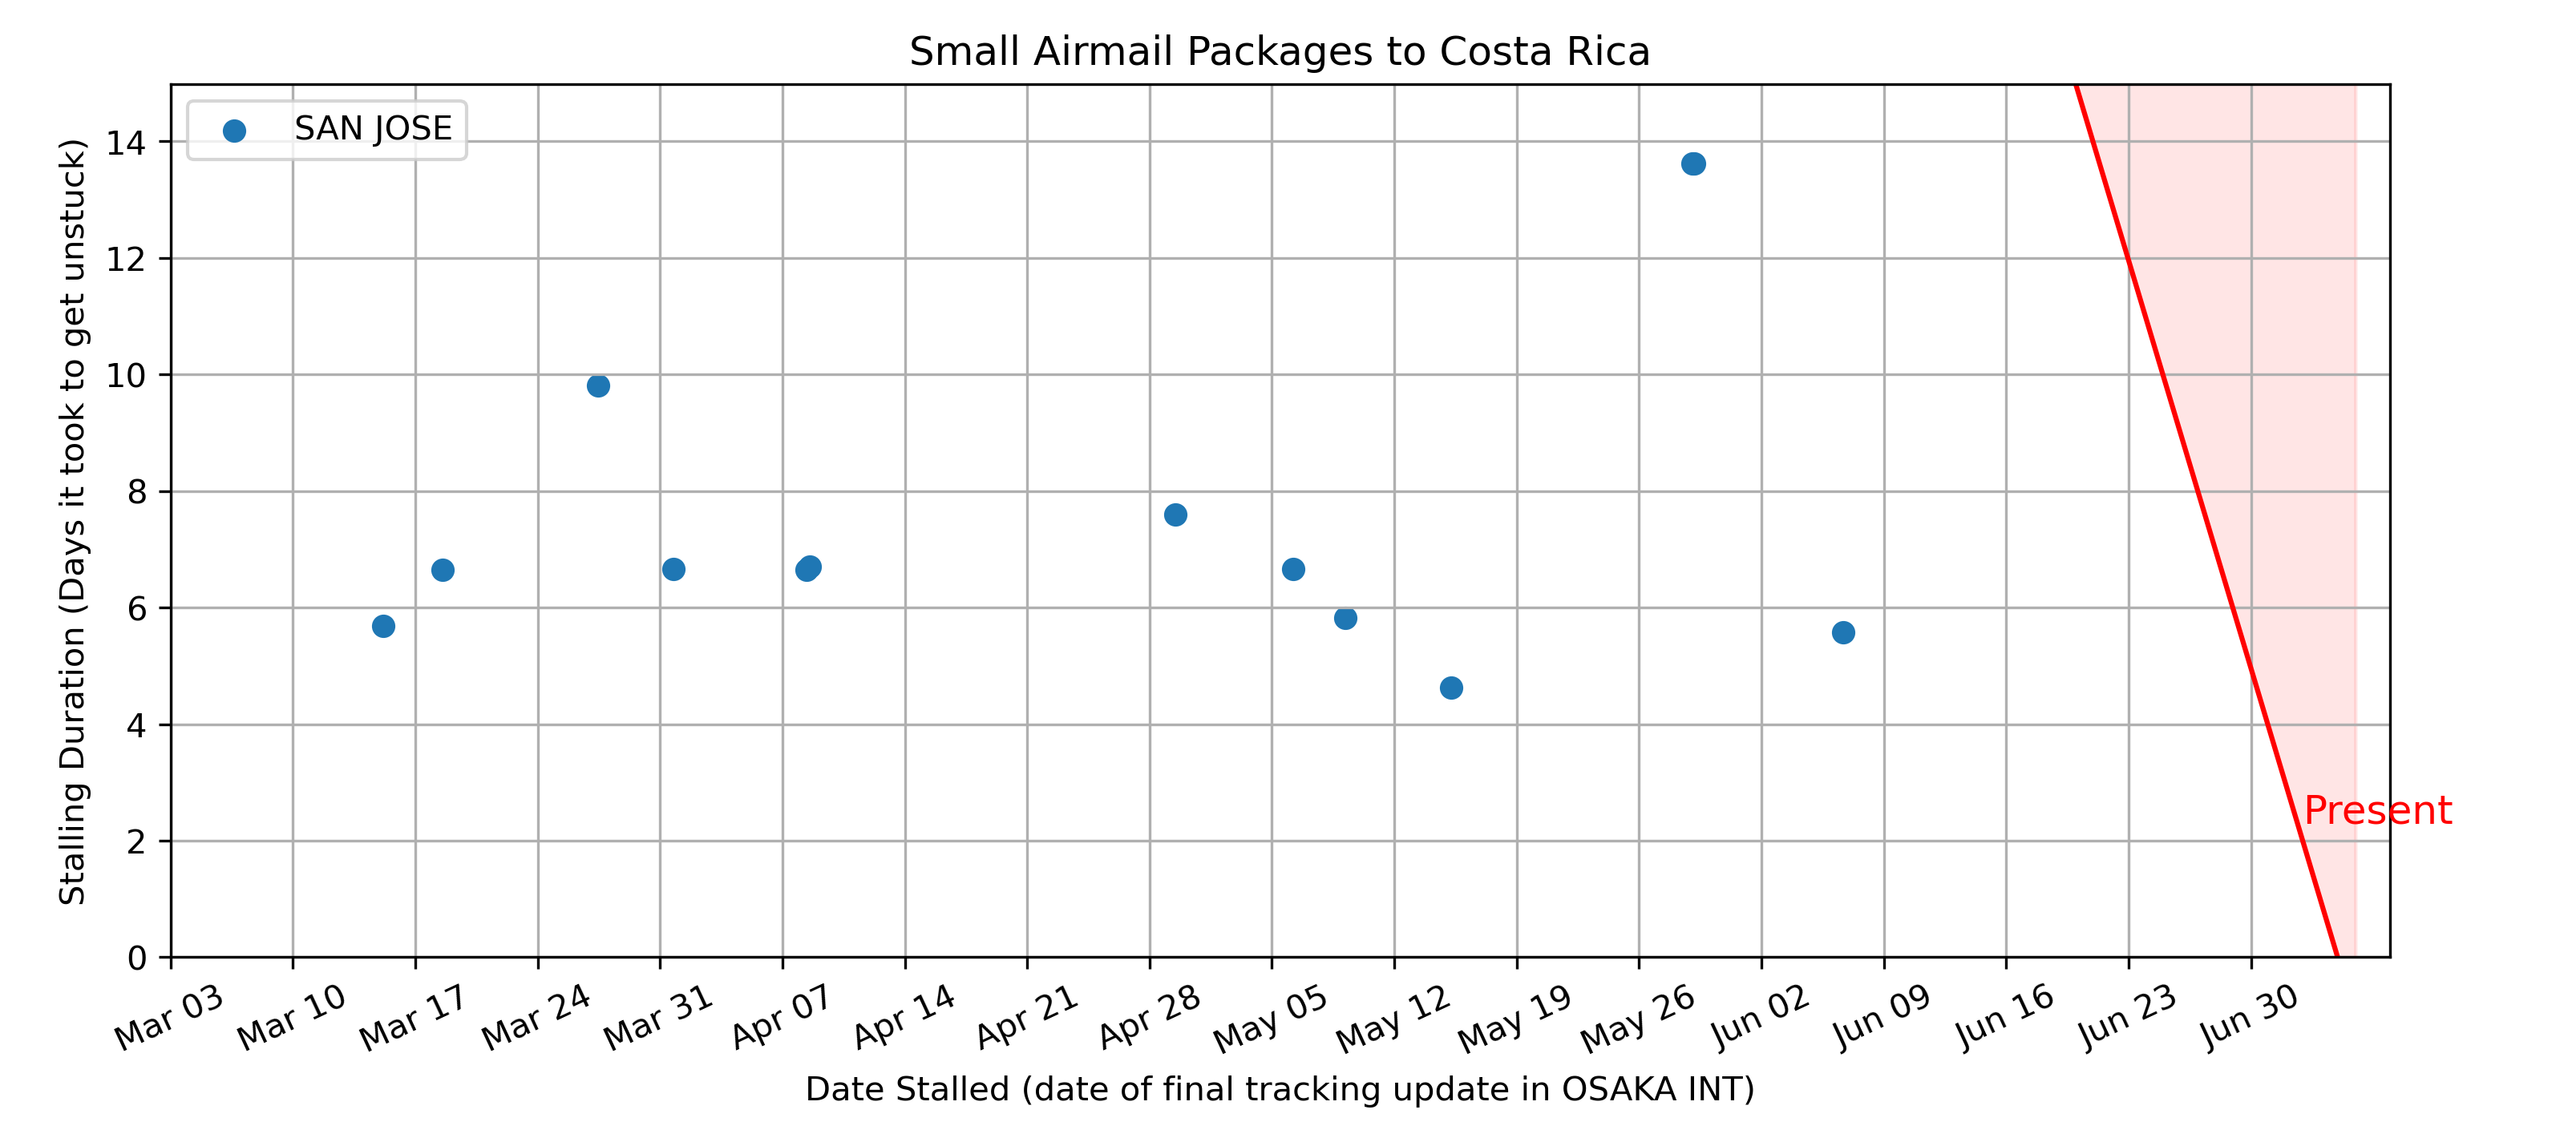 Small Airmail Packages to Costa Rica
SAN JOSE
Stalling Duration (Days it took to get unstuck)
14
12
10
8
6
4
2
0
Present
Mar 03
Mar 10
Mar 17
Mar 24
Mar 31
Apr 07
Apr 14
Apr 21
Apr 28
May 05
May 12
May 19
May 26
Jun 02
Jun 09
Jun 16
Jun 23
Jun 30
Date Stalled (date of final tracking update in OSAKA INT)